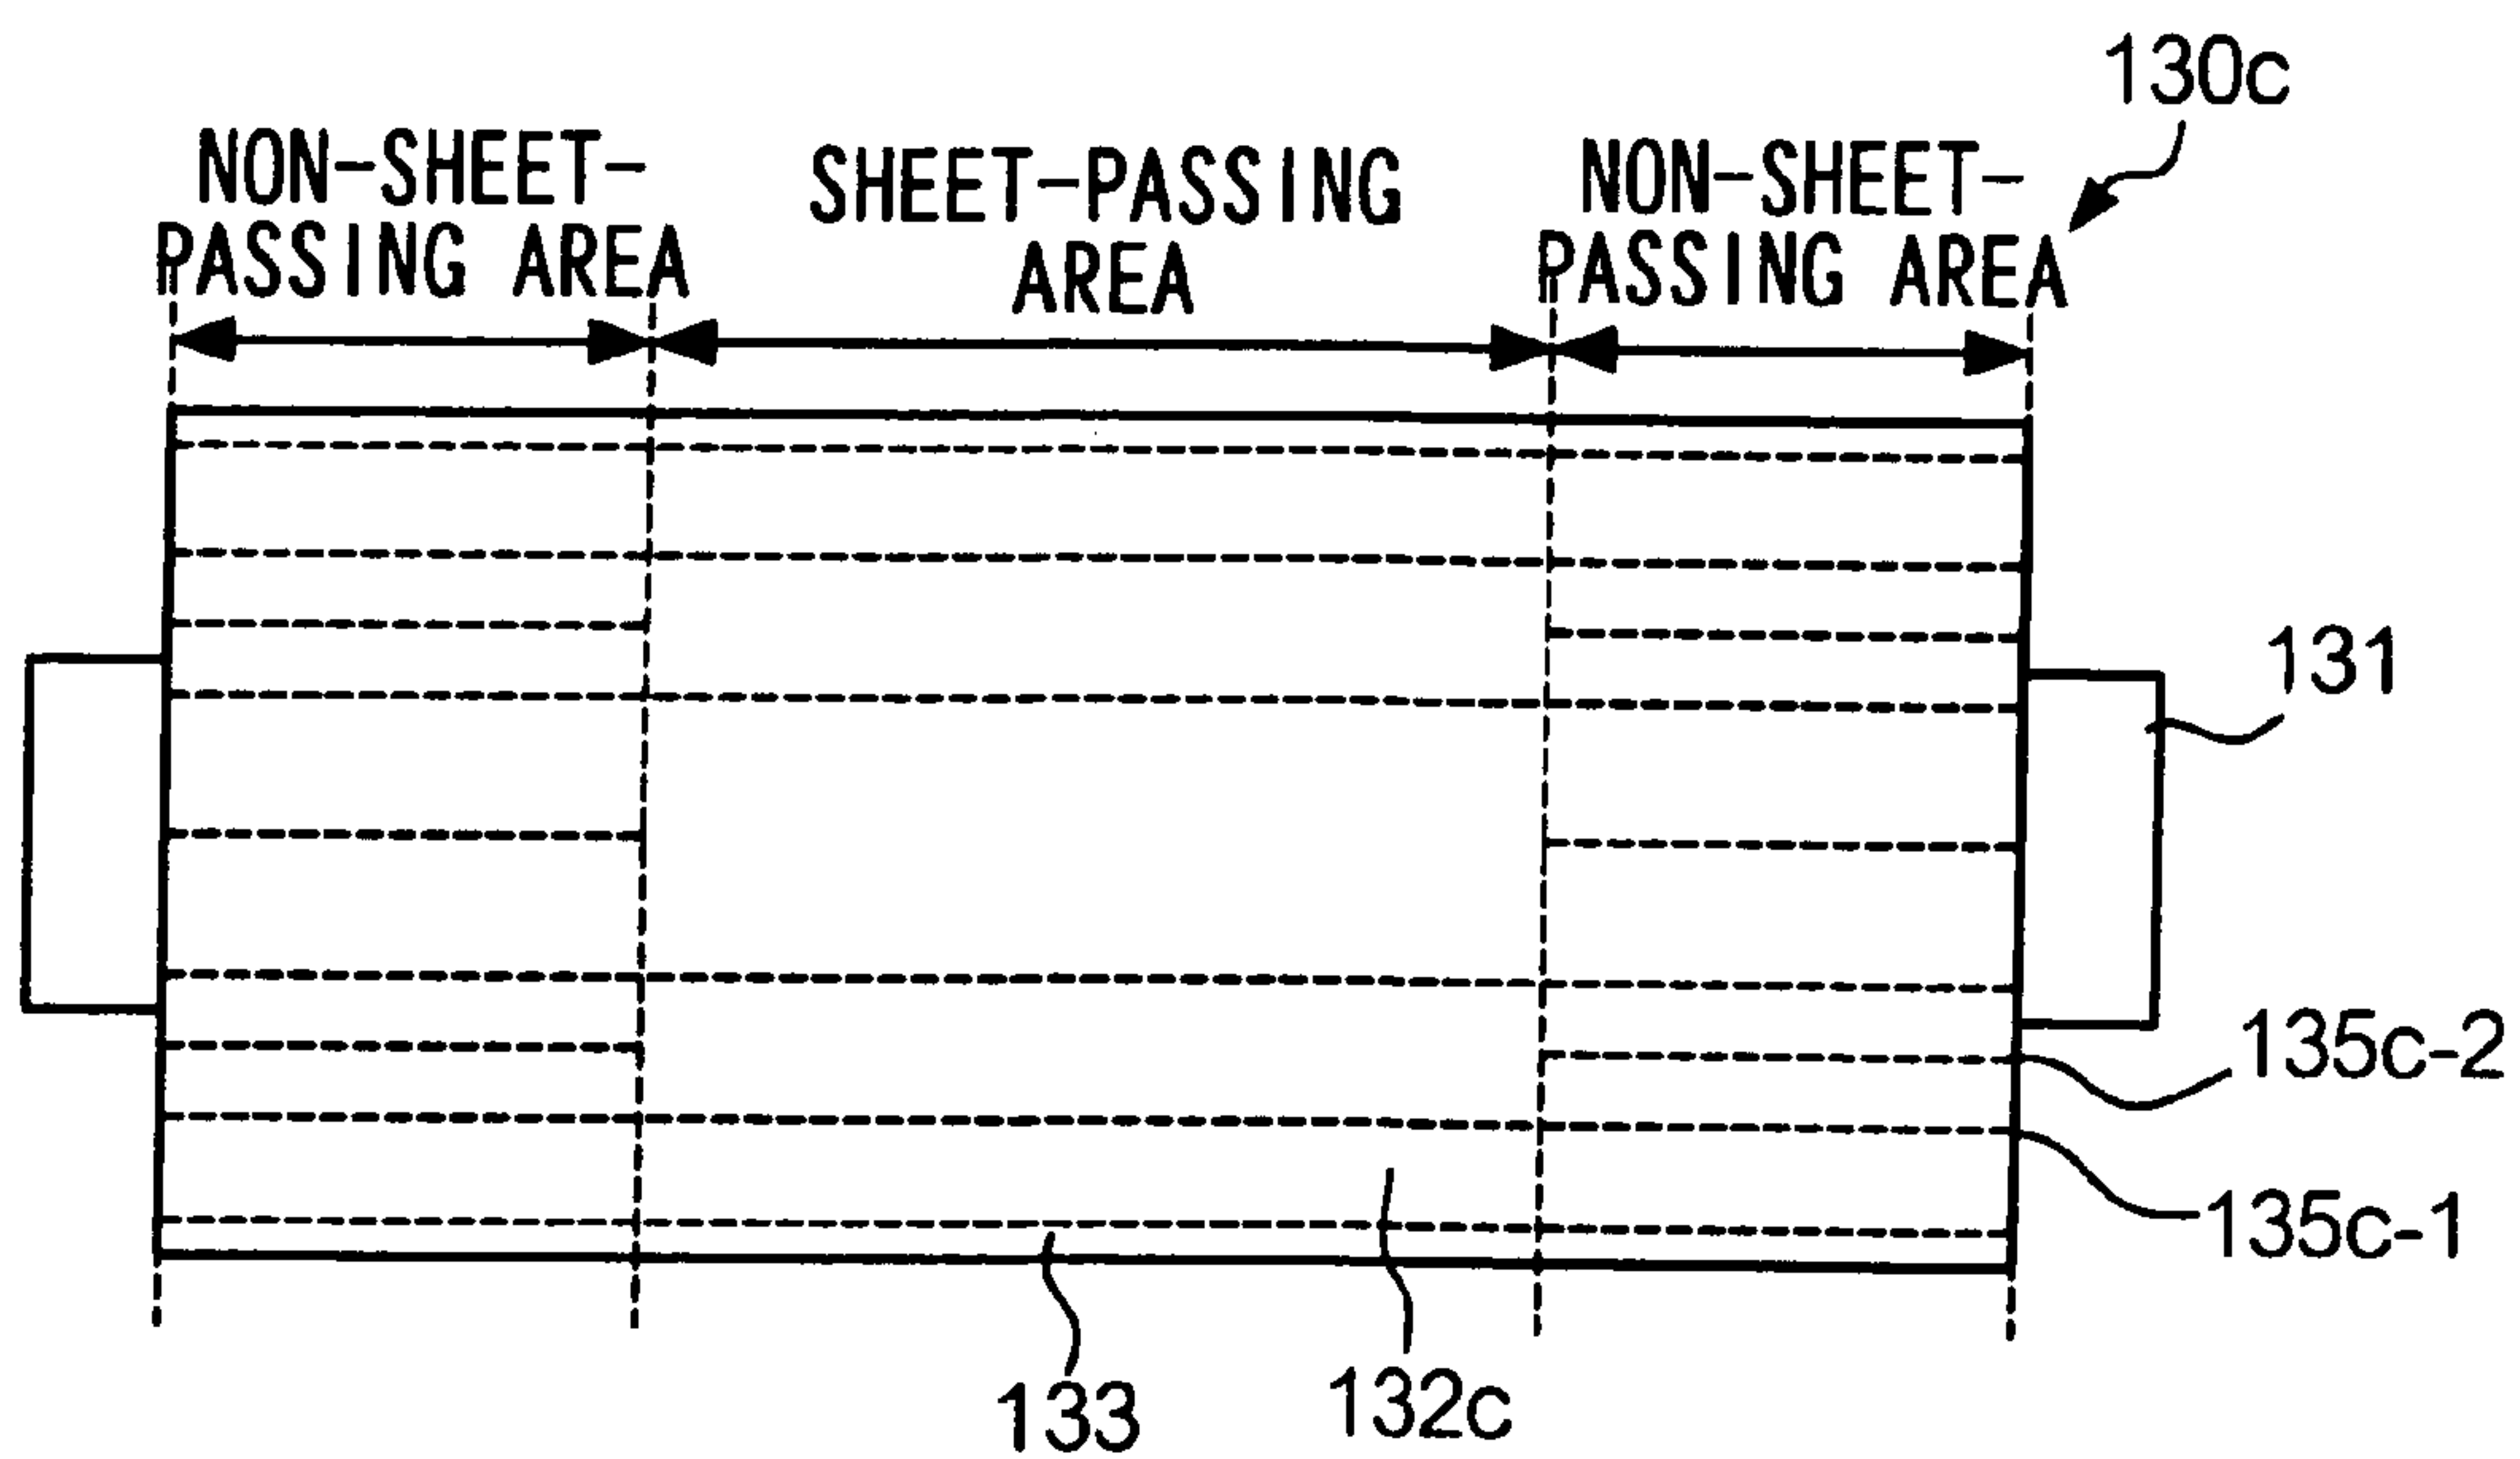 130c
NON-SHEET-
PASSING AREA
SHEET-PASSING
AREA
NON-SHEET-
PASSING AREA
131
135c-2
135c-1
133
132c